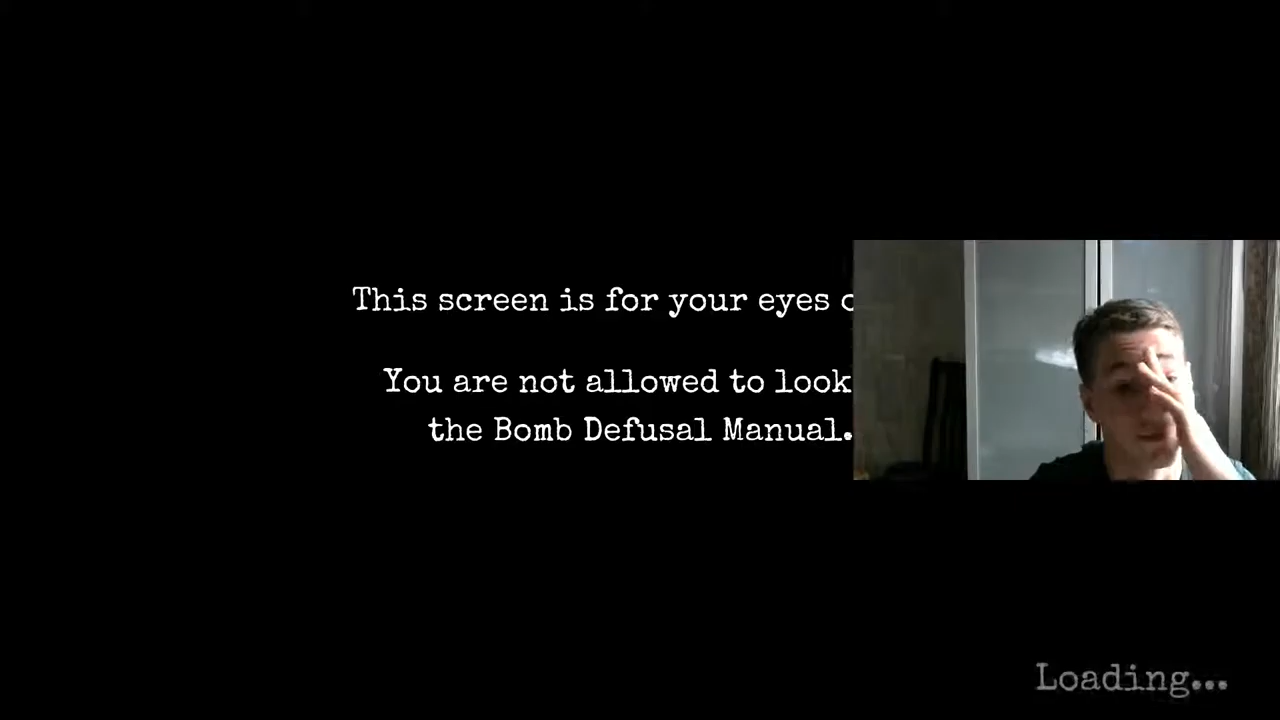 This screen is for your eyes
You are not allowed to look
the Bomb Defusal Manual.
Loading...